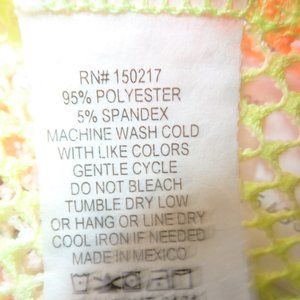 RN# 150217
95% POLYESTER
5% SPANDEX
MACHINE WASH COLD
WITH LIKE COLORS
GENTLE CYCLE
DO NOT BLEACH
TUMBLE DRY LOW
OR HANG OR LINE DRY
COOL IRON IF NEEDED
MADE IN MEXICO